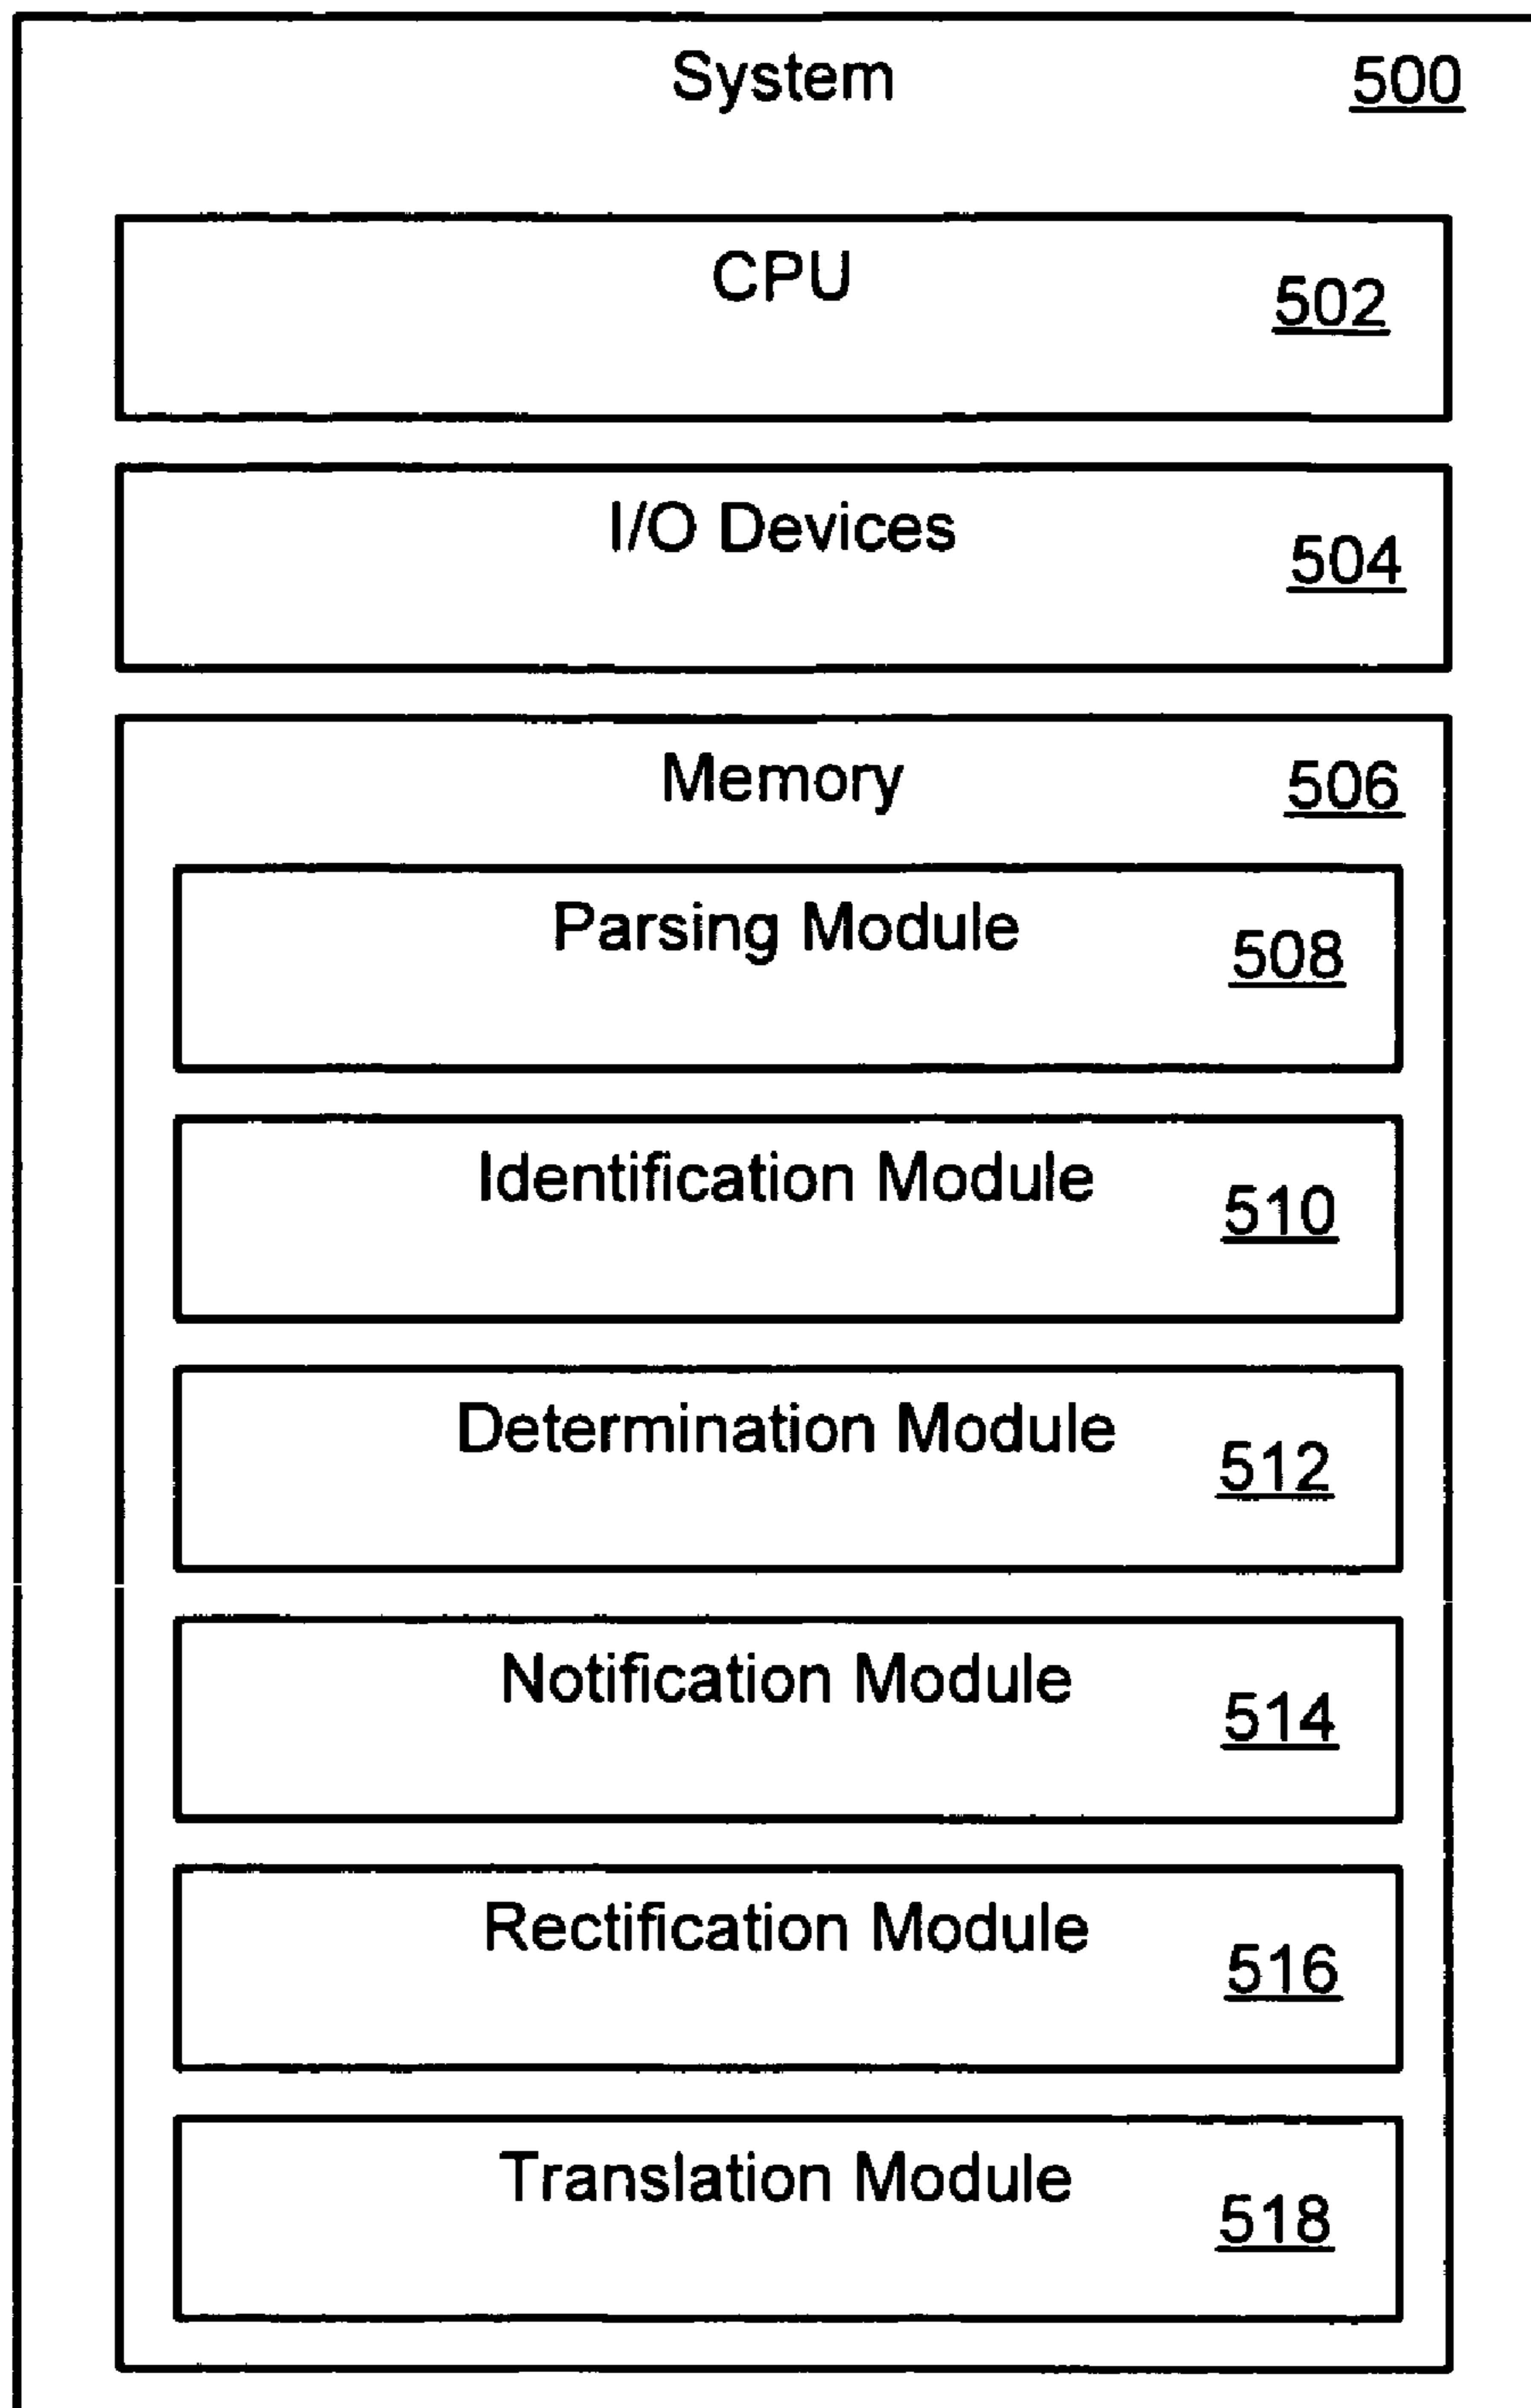 System 500
CPU 502
I/O Devices 504
Memory 506
Parsing Module 508
Identification Module 510
Determination Module 512
Notification Module 514
Rectification Module 516
Translation Module 518